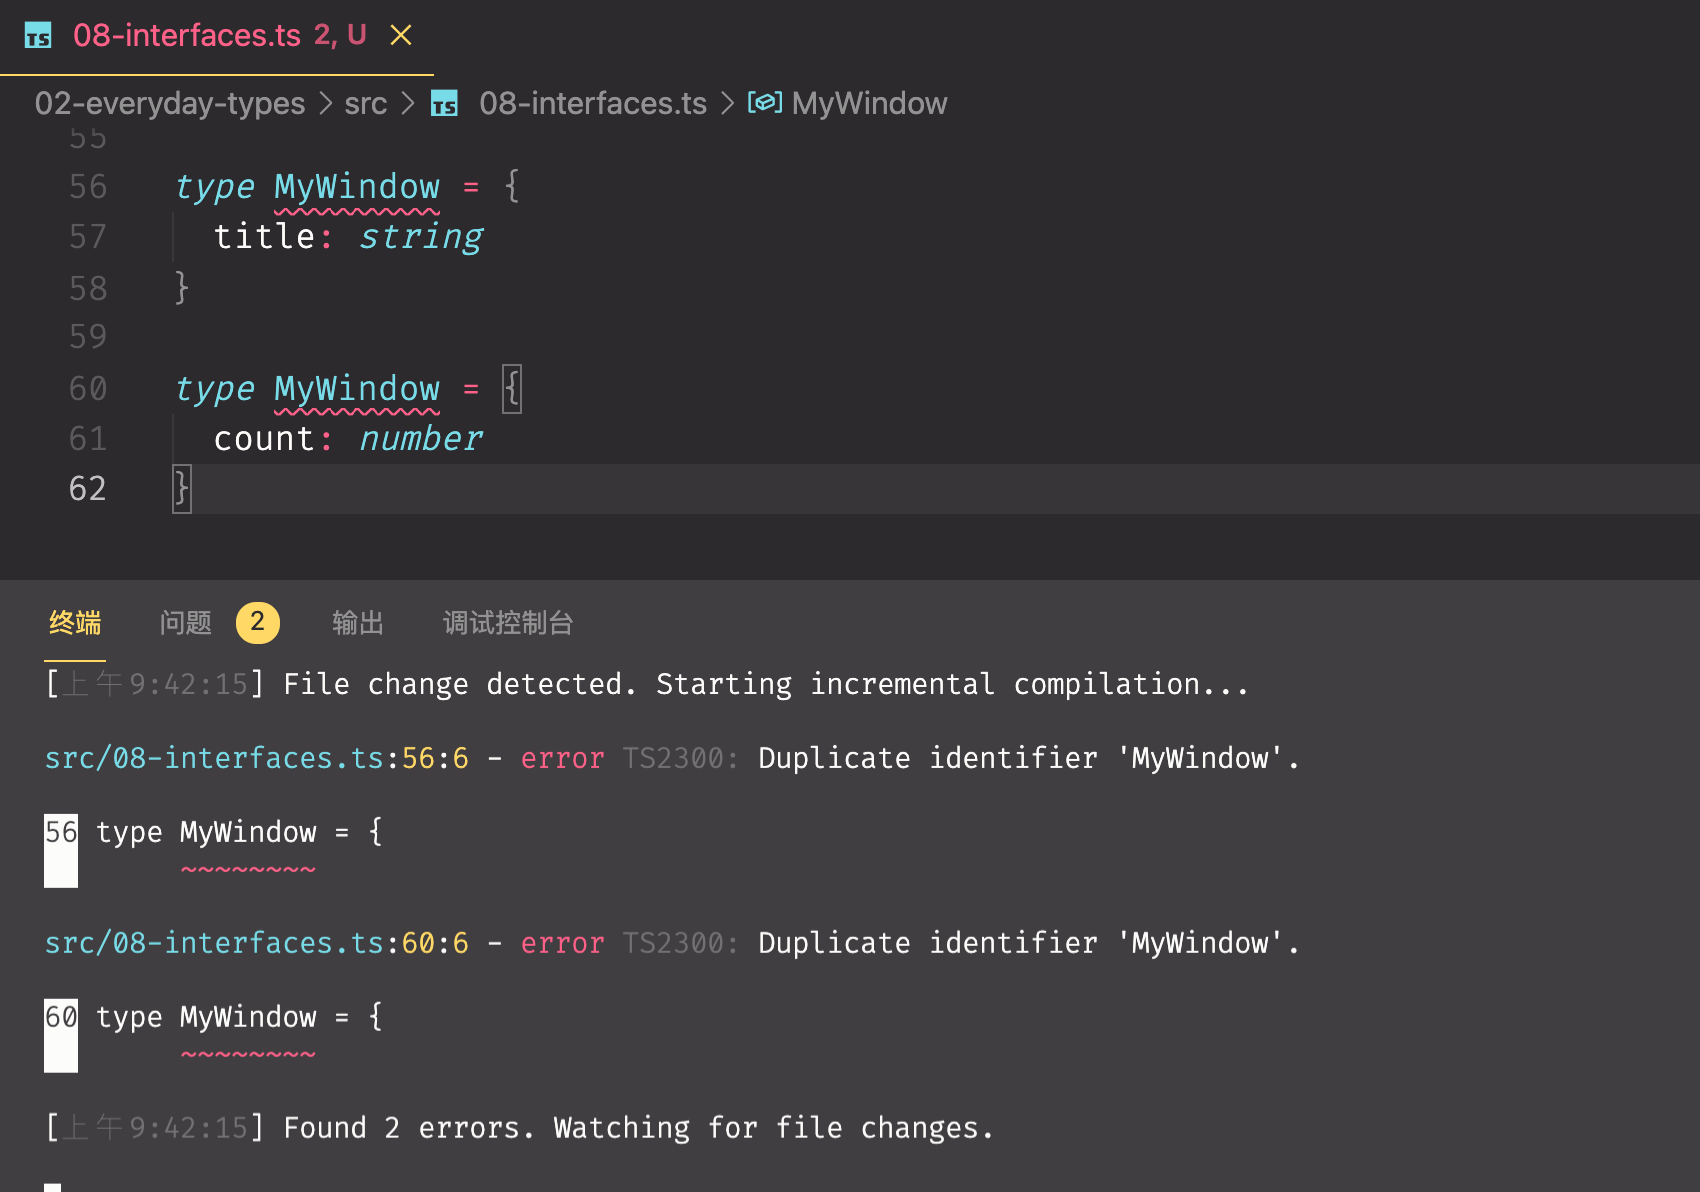 TS 08-interfaces.ts 2, U
02-everyday-types > src > TS 08-interfaces.ts > MyWindow
55
56 type MyWindow = {
57 title: string
58 }
59
60 type MyWindow = {
61 count: number
62 }
终端 问题 2 输出 调试控制台
[上午9:42:15] File change detected. Starting incremental compilation...
src/08-interfaces.ts:56:6 - error TS2300: Duplicate identifier 'MyWindow'.
56 type MyWindow = {
~~~~~~~~
src/08-interfaces.ts:60:6 - error TS2300: Duplicate identifier 'MyWindow'.
60 type MyWindow = {
~~~~~~~~
[上午9:42:15] Found 2 errors. Watching for file changes.